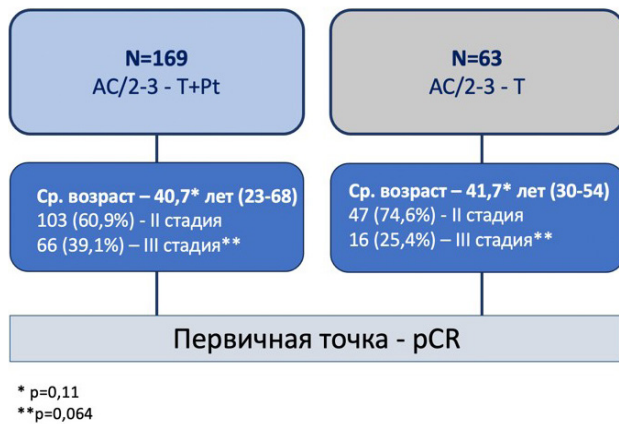 N=169
АС/2-3 - Т+Pt
N=63
АС/2-3 - Т
Ср. возраст – 40,7* лет (23-68)
103 (60,9%) - II стадия
66 (39,1%) – III стадия**
Ср. возраст – 41,7* лет (30-54)
47 (74,6%) - II стадия
16 (25,4%) – III стадия**
Первичная точка - pCR
* p=0,11
**p=0,064